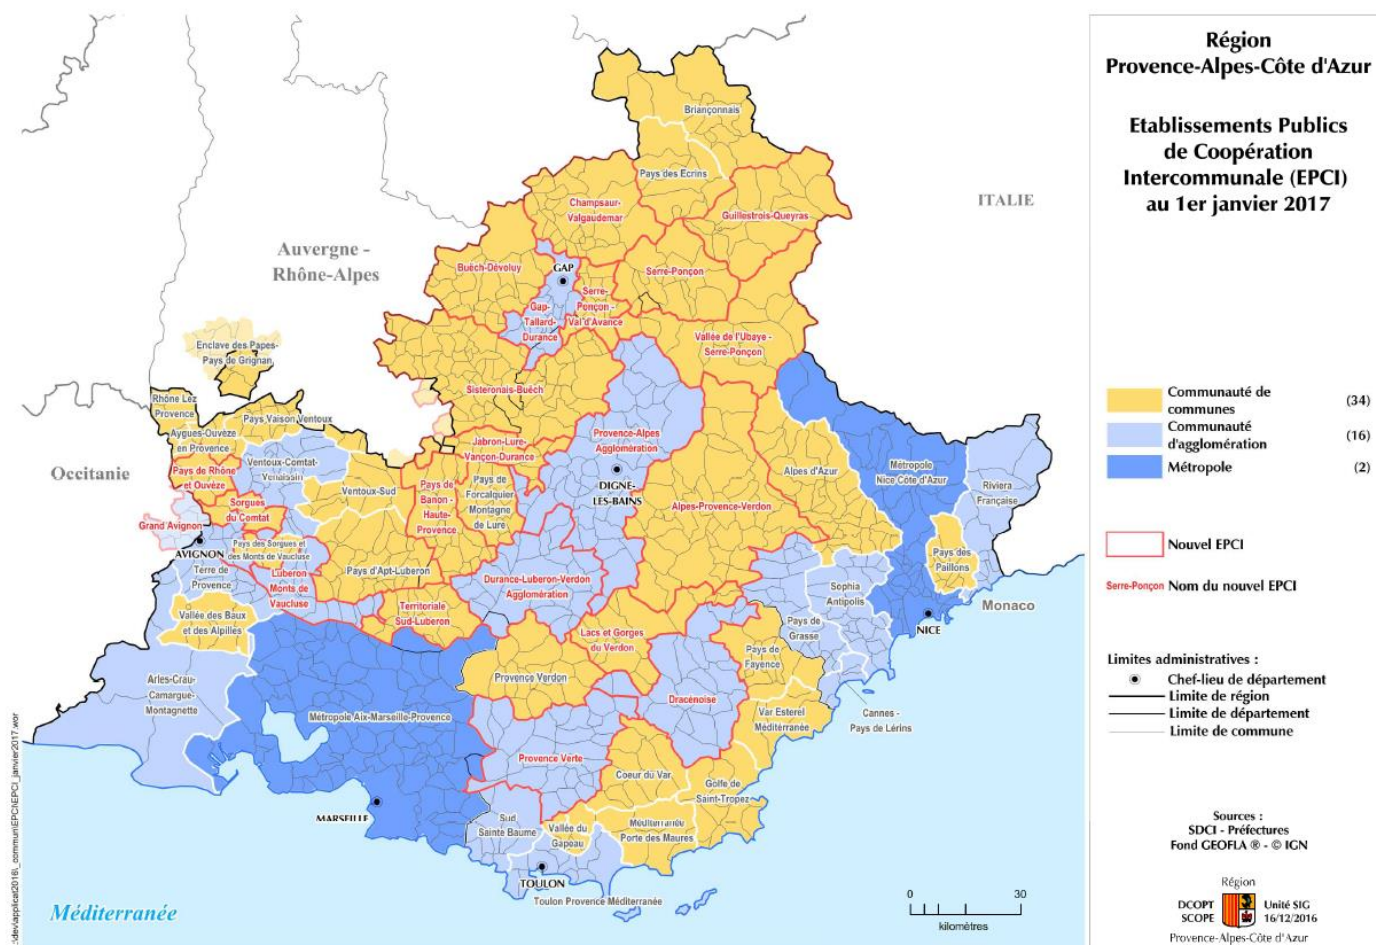 Région
Provence-Alpes-Côte d'Azur
Etablissements Publics
de Coopération
Intercommunale (EPCI)
au 1er janvier 2017
Communauté de
communes
(34)
Communauté
d'agglomération
(16)
Métropole
(2)
Nouvel EPCI
Serre-Ponçon
Nom du nouvel EPCI
Limites administratives :
Chef-lieu de département
Limite de région
Limite de département
Limite de commune
Sources :
SDCI - Préfectures
Fond GEOFLA ® - © IGN
Région
DCOPT
SCOPE
Unité SIG
16/12/2016
Provence-Alpes-Côte d'Azur
ITALIE
Auvergne -
Rhône-Alpes
Occitanie
Monaco
Méditerranée
0
30
kilomètres
Briançonnais
Pays des Ecrins
Champsaur-
Valgaudemar
Guillestrois-Queyras
Buëch-Dévoluy
GAP
Serre-Ponçon
Gap-
Tallard-
Durance
Serre-
Ponçon -
Val d'Avance
Vallée de l'Ubaye -
Serre-Ponçon
Enclave des Papes-
Pays de Grignan
Rhône Lez
Provence
Pays Vaison Ventoux
Aygues-Ouvèze
en Provence
Sisteronais-Buëch
Jabron-Lure-
Vançon-Durance
Provence-Alpes
Agglomération
Ventoux-Comtat-
Venaissin
Pays de Rhône
et Ouvèze
Ventoux-Sud
Pays de
Banon -
Haute-
Provence
Pays de
Forcalquier
Montagne
de Lure
DIGNE-
LES-BAINS
Alpes d'Azur
Métropole
Nice Côte d'Azur
Riviera
Française
Sorgues
du Comtat
Grand Avignon
Alpes-Provence-Verdon
AVIGNON
Pays des Sorgues et
des Monts de Vaucluse
Pays des
Paillons
Terre de
Provence
Luberon
Monts de
Vaucluse
Pays d'Apt-Luberon
Durance-Luberon-Verdon
Agglomération
Sophia
Antipolis
Vallée des Baux
et des Alpilles
Territoriale
Sud-Luberon
Lacs et Gorges
du Verdon
Pays de
Grasse
NICE
Pays de
Fayence
Provence Verdon
Arles-Crau-
Camargue-
Montagnette
Dracénoise
Var Esterel
Méditerranée
Cannes -
Pays de Lérins
Métropole Aix-Marseille-Provence
Provence Verte
Coeur du Var
Golfe de
Saint-Tropez
MARSEILLE
Sud
Sainte Baume
Vallée du
Gapeau
Méditerranée
Porte des Maures
TOULON
Toulon Provence Méditerranée